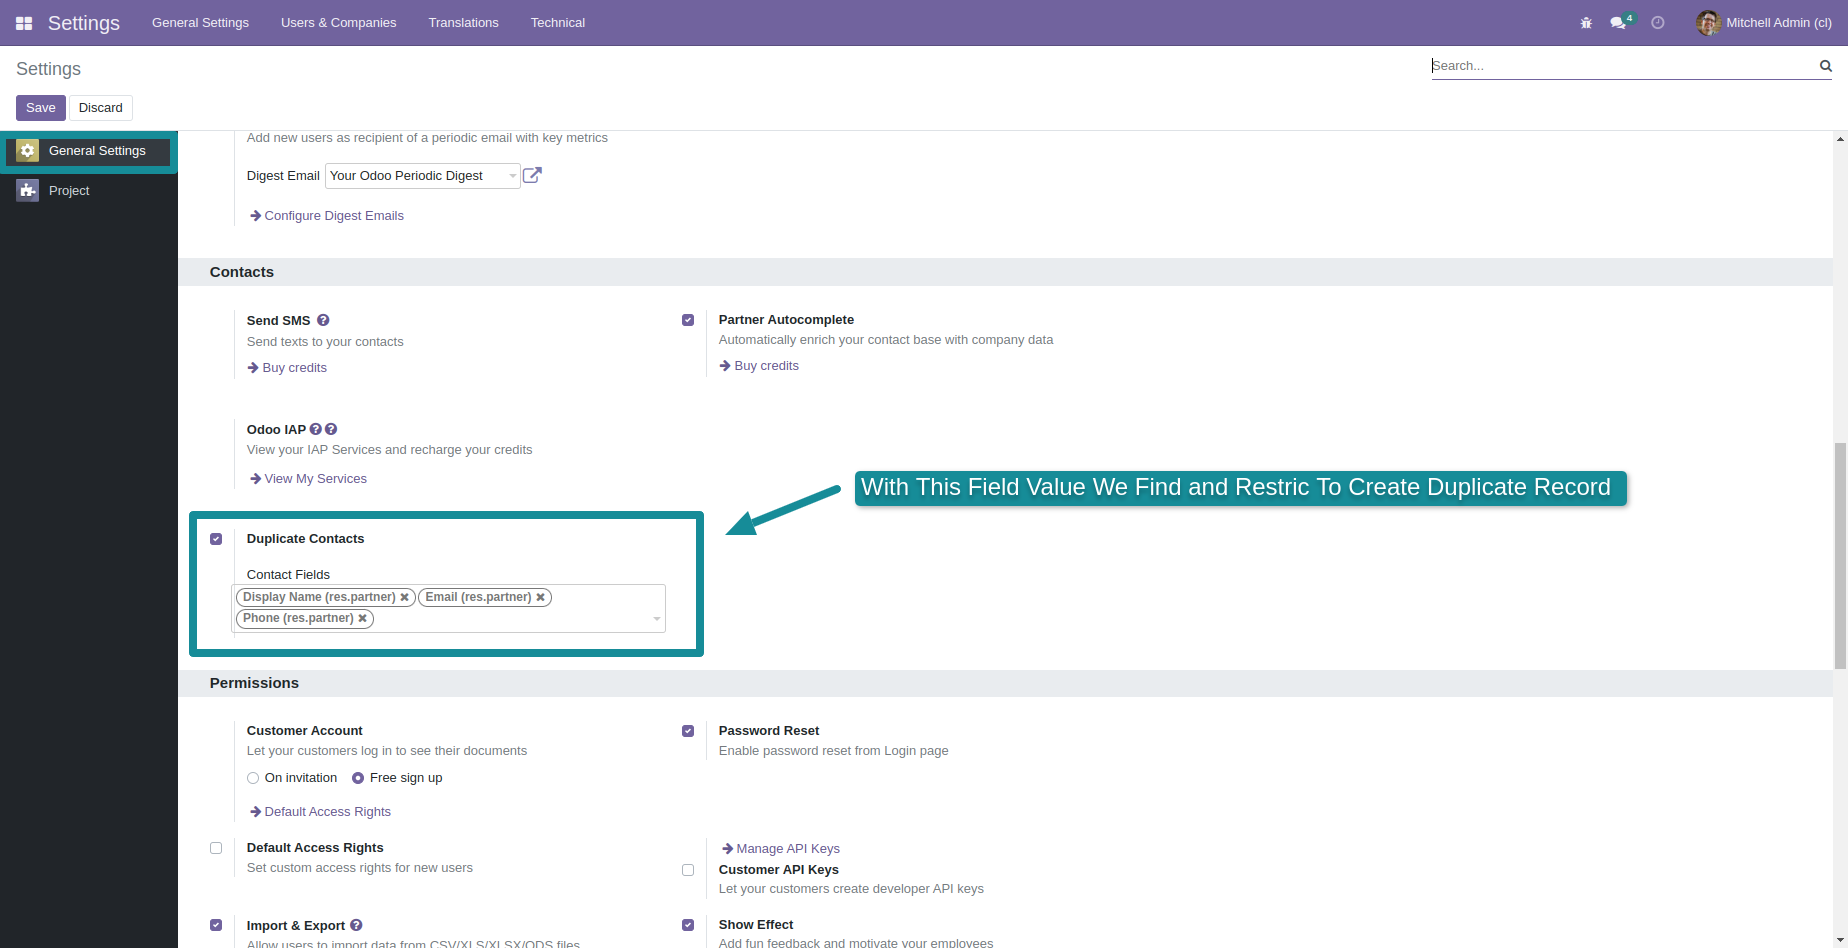 Settings General Settings Users & Companies Translations Technical 4 Mitchell Admin (cl)
Settings Search...
Save Discard
General Settings
Project
Add new users as recipient of a periodic email with key metrics
Digest Email Your Odoo Periodic Digest
Configure Digest Emails
Contacts
Send SMS ?
Send texts to your contacts
Buy credits
Partner Autocomplete
Automatically enrich your contact base with company data
Buy credits
Odoo IAP ? ?
View your IAP Services and recharge your credits
View My Services
With This Field Value We Find and Restric To Create Duplicate Record
Duplicate Contacts
Contact Fields
Display Name (res.partner) ✖ Email (res.partner) ✖
Phone (res.partner) ✖
Permissions
Customer Account
Let your customers log in to see their documents
On invitation Free sign up
Default Access Rights
Password Reset
Enable password reset from Login page
Default Access Rights
Set custom access rights for new users
Manage API Keys
Customer API Keys
Let your customers create developer API keys
Import & Export ?
Allow users to import data from CSV/XLS/XLSX/ODS files
Show Effect
Add fun feedback and motivate your employees